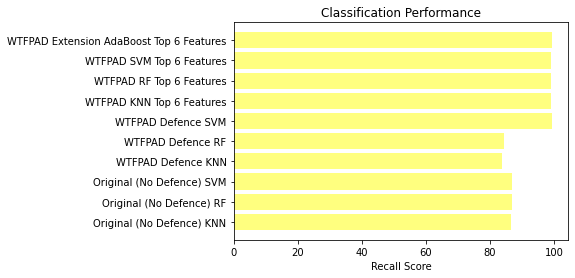 Classification Performance
WTFPAD Extension AdaBoost Top 6 Features
WTFPAD SVM Top 6 Features
WTFPAD RF Top 6 Features
WTFPAD KNN Top 6 Features
WTFPAD Defence SVM
WTFPAD Defence RF
WTFPAD Defence KNN
Original (No Defence) SVM
Original (No Defence) RF
Original (No Defence) KNN
0 20 40 60 80 100
Recall Score